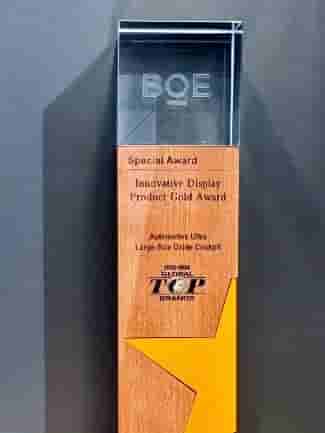 BOE
Special Award
Innovative Display
Product Gold Award
Automotive Ultra
Large-Size Oxide Cockpit
GLOBAL
TOP
BRANDS